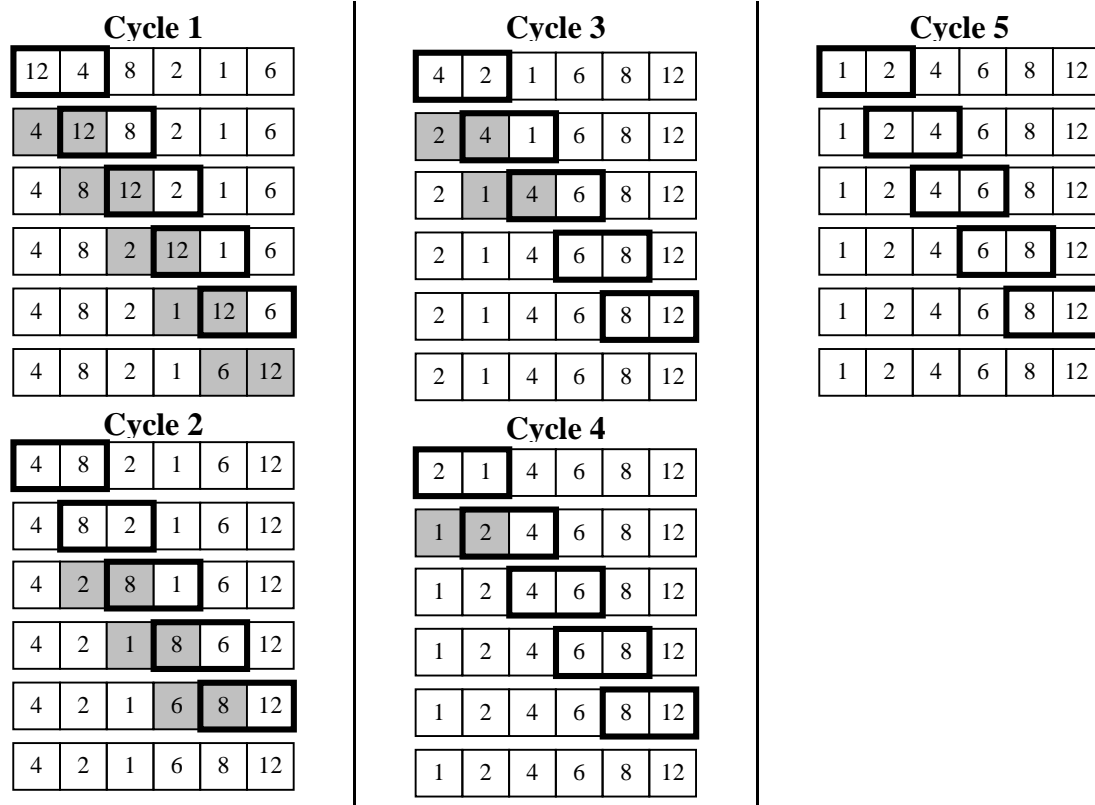 Cycle 1
12 4 8 2 1 6
4 12 8 2 1 6
4 8 12 2 1 6
4 8 2 12 1 6
4 8 2 1 12 6
4 8 2 1 6 12
Cycle 2
4 8 2 1 6 12
4 8 2 1 6 12
4 2 8 1 6 12
4 2 1 8 6 12
4 2 1 6 8 12
4 2 1 6 8 12
Cycle 3
4 2 1 6 8 12
2 4 1 6 8 12
2 1 4 6 8 12
2 1 4 6 8 12
2 1 4 6 8 12
2 1 4 6 8 12
Cycle 4
2 1 4 6 8 12
1 2 4 6 8 12
1 2 4 6 8 12
1 2 4 6 8 12
1 2 4 6 8 12
1 2 4 6 8 12
Cycle 5
1 2 4 6 8 12
1 2 4 6 8 12
1 2 4 6 8 12
1 2 4 6 8 12
1 2 4 6 8 12
1 2 4 6 8 12